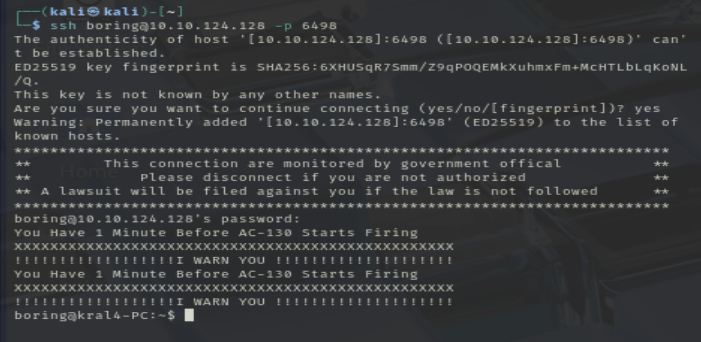 ┌──(kali㉿kali)-[~]
└─$ ssh boring@10.10.124.128 -p 6498
The authenticity of host '[10.10.124.128]:6498 ([10.10.124.128]:6498)' can'
t be established.
ED25519 key fingerprint is SHA256:6XHUSqR7Smm/Z9qPOQEMkXuhmxFm+McHTLbLqKoNL
/Q.
This key is not known by any other names.
Are you sure you want to continue connecting (yes/no/[fingerprint])? yes
Warning: Permanently added '[10.10.124.128]:6498' (ED25519) to the list of
known hosts.
*******************************************************************
**        This connection are monitored by government offical        **
**            Please disconnect if you are not authorized            **
** A lawsuit will be filed against you if the law is not followed    **
*******************************************************************
boring@10.10.124.128's password:
You Have 1 Minute Before AC-130 Starts Firing
XXXXXXXXXXXXXXXXXXXXXXXXXXXXXXXXXXXXXXXXXXXXXXXXX
!!!!!!!!!!!!!!!!!!I WARN YOU !!!!!!!!!!!!!!!!!!!!
You Have 1 Minute Before AC-130 Starts Firing
XXXXXXXXXXXXXXXXXXXXXXXXXXXXXXXXXXXXXXXXXXXXXXXXX
!!!!!!!!!!!!!!!!!!I WARN YOU !!!!!!!!!!!!!!!!!!!!
boring@kral4-PC:~$